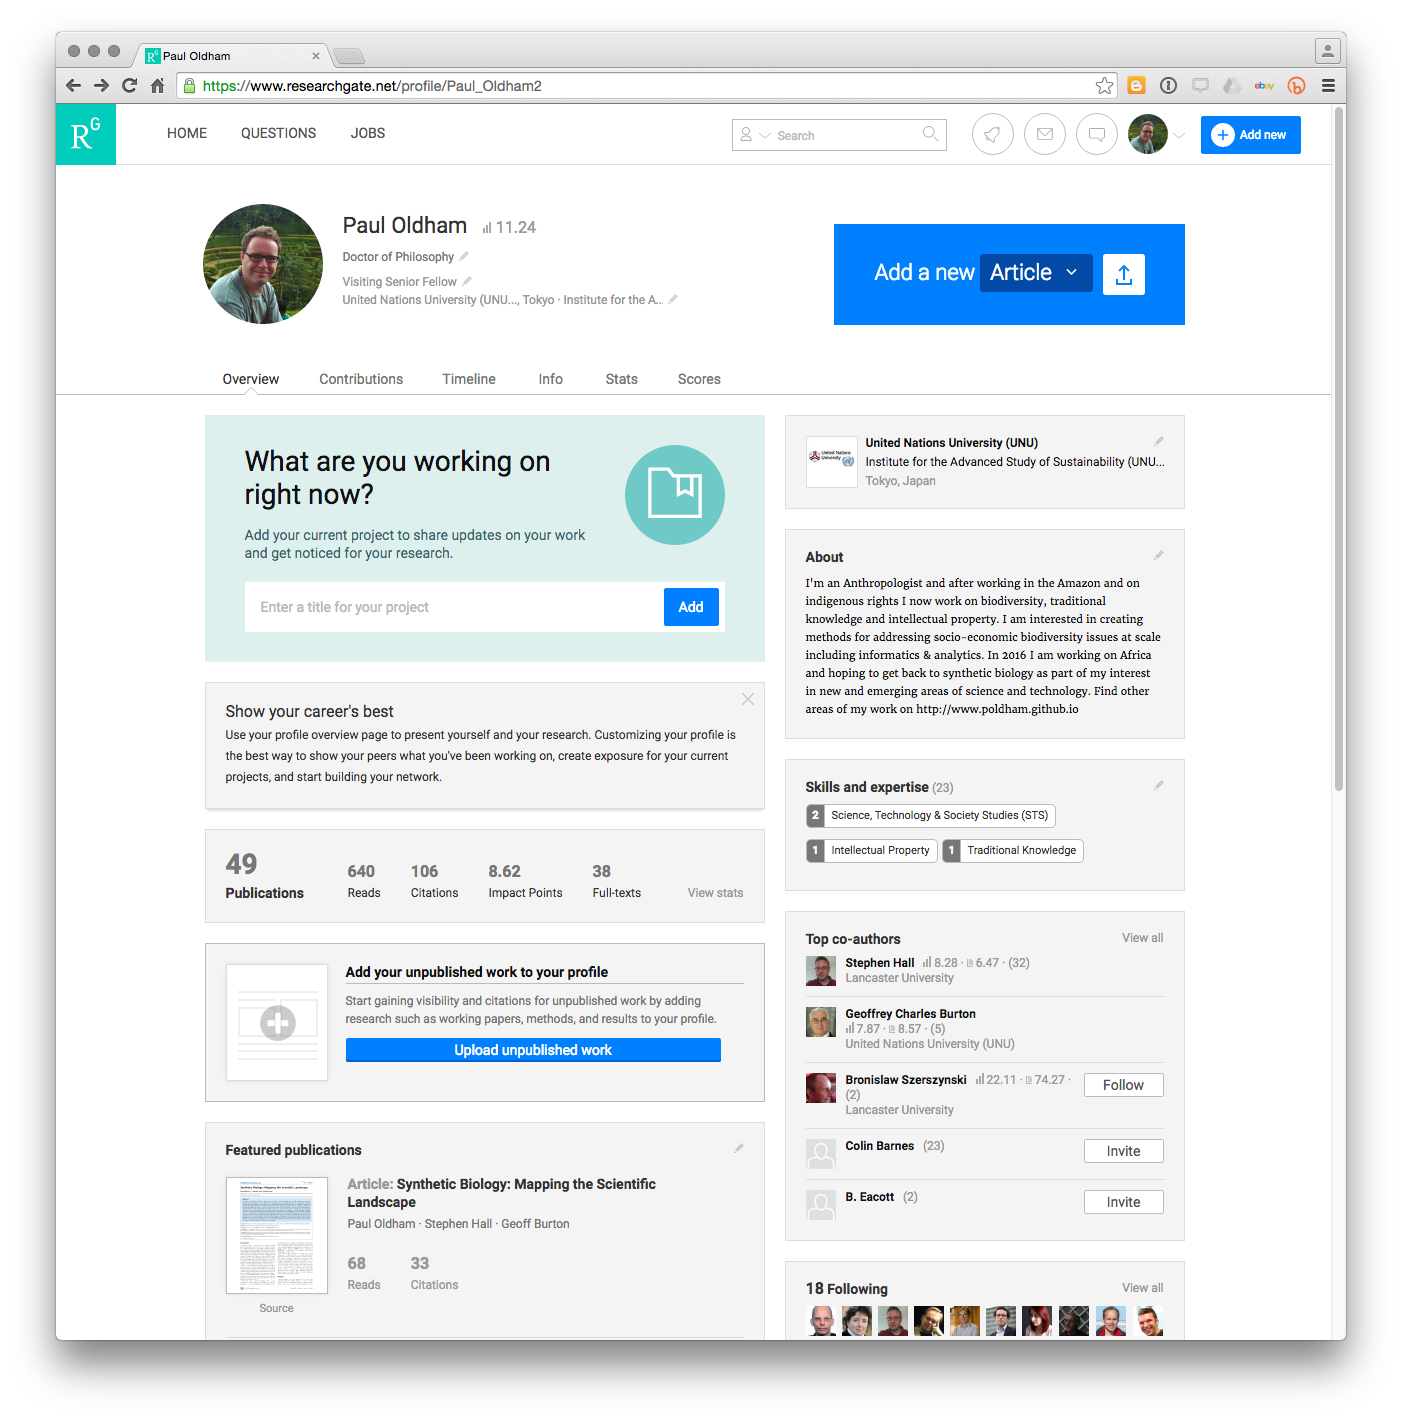 Paul Oldham
https://www.researchgate.net/profile/Paul_Oldham2
ebay
RG
HOME QUESTIONS JOBS
Search
Add new
Paul Oldham 11.24
Doctor of Philosophy
Visiting Senior Fellow
United Nations University (UNU..., Tokyo · Institute for the A..
Add a new Article
Overview Contributions Timeline Info Stats Scores
What are you working on
right now?
Add your current project to share updates on your work
and get noticed for your research.
Enter a title for your project
Add
Show your career's best
Use your profile overview page to present yourself and your research. Customizing your profile is
the best way to show your peers what you've been working on, create exposure for your current
projects, and start building your network.
49 640 106 8.62 38
Publications Reads Citations Impact Points Full-texts View stats
Add your unpublished work to your profile
Start gaining visibility and citations for unpublished work by adding
research such as working papers, methods, and results to your profile.
Upload unpublished work
Featured publications
Article: Synthetic Biology: Mapping the Scientific
Landscape
Paul Oldham · Stephen Hall · Geoff Burton
68 33
Reads Citations
Source
United Nations
University
United Nations University (UNU)
Institute for the Advanced Study of Sustainability (UNU...
Tokyo, Japan
About
I'm an Anthropologist and after working in the Amazon and on
indigenous rights I now work on biodiversity, traditional
knowledge and intellectual property. I am interested in creating
methods for addressing socio-economic biodiversity issues at scale
including informatics & analytics. In 2016 I am working on Africa
and hoping to get back to synthetic biology as part of my interest
in new and emerging areas of science and technology. Find other
areas of my work on http://www.poldham.github.io
Skills and expertise (23)
2 Science, Technology & Society Studies (STS)
1 Intellectual Property 1 Traditional Knowledge
Top co-authors View all
Stephen Hall 8.28 · 6.47 · (32)
Lancaster University
Geoffrey Charles Burton
7.87 · 8.57 · (5)
United Nations University (UNU)
Bronislaw Szerszynski 22.11 · 74.27 ·
(2)
Lancaster University
Follow
Colin Barnes (23)
Invite
B. Eacott (2)
Invite
18 Following View all